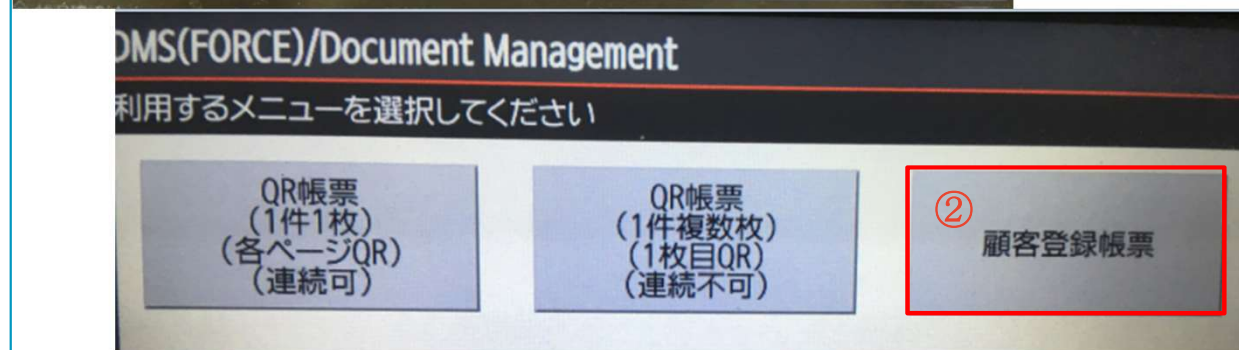 DMS(FORCE)/Document Management
利用するメニューを選択してください
QR帳票
(1件1枚)
(各ページQR)
(連続可)
QR帳票
(1件複数枚)
(1枚目QR)
(連続不可)
②
顧客登録帳票